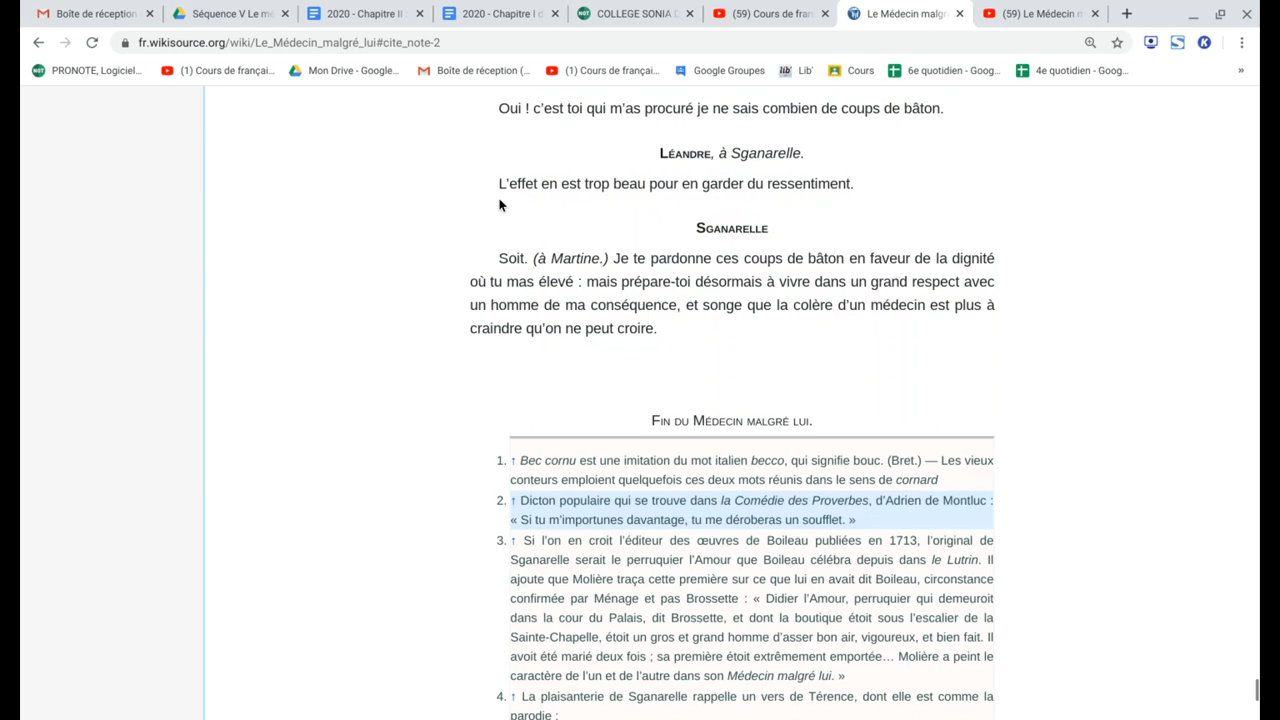 Boîte de réception
Séquence V Le mé
2020 - Chapitre II
2020 - Chapitre I d
COLLEGE SONIA D
(59) Cours de fran
Le Médecin malgr
(59) Le Médecin m
fr.wikisource.org/wiki/Le_Médecin_malgré_lui#cite_note-2
PRONOTE, Logiciel...
(1) Cours de françai...
Mon Drive - Google...
Boîte de réception (...
(1) Cours de françai...
Google Groupes
Lib'
Cours
6e quotidien - Goog...
4e quotidien - Goog...
»
Oui ! c’est toi qui m’as procuré je ne sais combien de coups de bâton.
Léandre, à Sganarelle.
L’effet en est trop beau pour en garder du ressentiment.
Sganarelle
Soit. (à Martine.) Je te pardonne ces coups de bâton en faveur de la dignité
où tu mas élevé : mais prépare-toi désormais à vivre dans un grand respect avec
un homme de ma conséquence, et songe que la colère d’un médecin est plus à
craindre qu’on ne peut croire.
Fin du Médecin malgré lui.
1. ↑ Bec cornu est une imitation du mot italien becco, qui signifie bouc. (Bret.) — Les vieux
conteurs emploient quelquefois ces deux mots réunis dans le sens de cornard
2. ↑ Dicton populaire qui se trouve dans la Comédie des Proverbes, d’Adrien de Montluc :
« Si tu m’importunes davantage, tu me déroberas un soufflet. »
3. ↑ Si l’on en croit l’éditeur des œuvres de Boileau publiées en 1713, l’original de
Sganarelle serait le perruquier l’Amour que Boileau célébra depuis dans le Lutrin. Il
ajoute que Molière traça cette première sur ce que lui en avait dit Boileau, circonstance
confirmée par Ménage et pas Brossette : « Didier l’Amour, perruquier qui demeuroit
dans la cour du Palais, dit Brossette, et dont la boutique étoit sous l’escalier de la
Sainte-Chapelle, étoit un gros et grand homme d’asser bon air, vigoureux, et bien fait. Il
avoit été marié deux fois ; sa première étoit extrêmement emportée… Molière a peint le
caractère de l’un et de l’autre dans son Médecin malgré lui. »
4. ↑ La plaisanterie de Sganarelle rappelle un vers de Térence, dont elle est comme la
parodie :